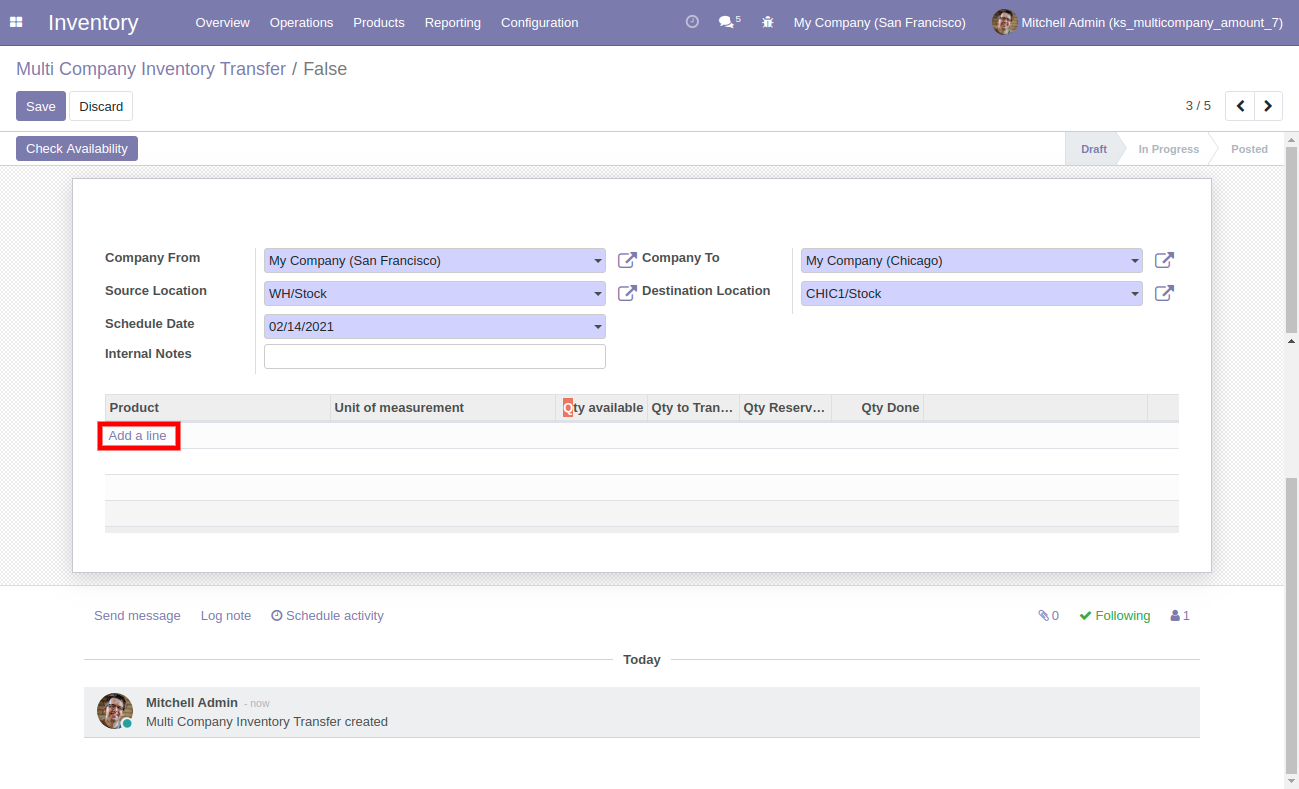 Inventory Overview Operations Products Reporting Configuration 5 My Company (San Francisco) Mitchell Admin (ks_multicompany_amount_7)
Multi Company Inventory Transfer / False
Save Discard 3 / 5
Check Availability Draft In Progress Posted
Company From My Company (San Francisco) Company To My Company (Chicago)
Source Location WH/Stock Destination Location CHIC1/Stock
Schedule Date 02/14/2021
Internal Notes
Product Unit of measurement Qty available Qty to Tran... Qty Reserv... Qty Done
Add a line
Send message Log note Schedule activity 0 Following 1
Today
Mitchell Admin - now
Multi Company Inventory Transfer created